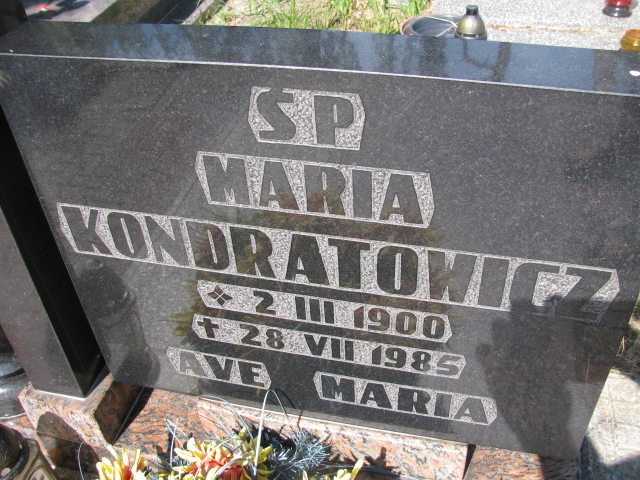 SP
MARIA
KONDRATOWICZ
2 III 1900
28 VII 1985
AVE MARIA